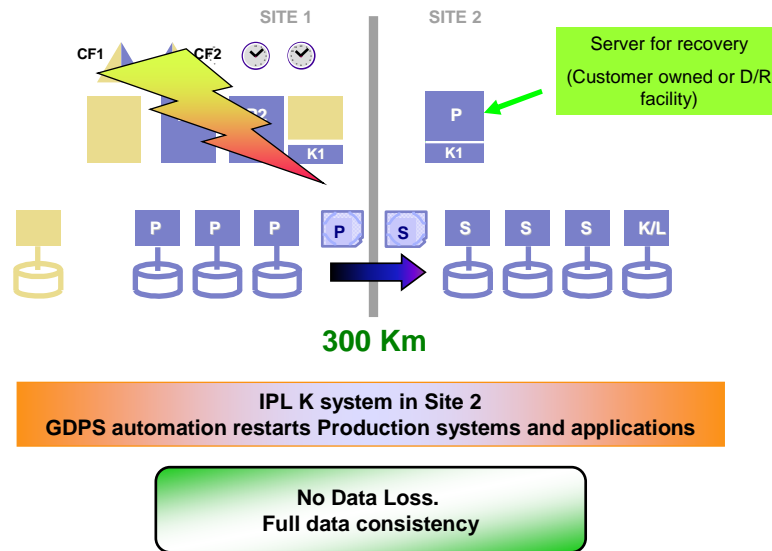 SITE 1
SITE 2
CF1
CF2
Server for recovery
(Customer owned or D/R
facility)
P
K1
K1
P
P
P
P
S
S
S
S
K/L
300 Km
IPL K system in Site 2
GDPS automation restarts Production systems and applications
No Data Loss.
Full data consistency